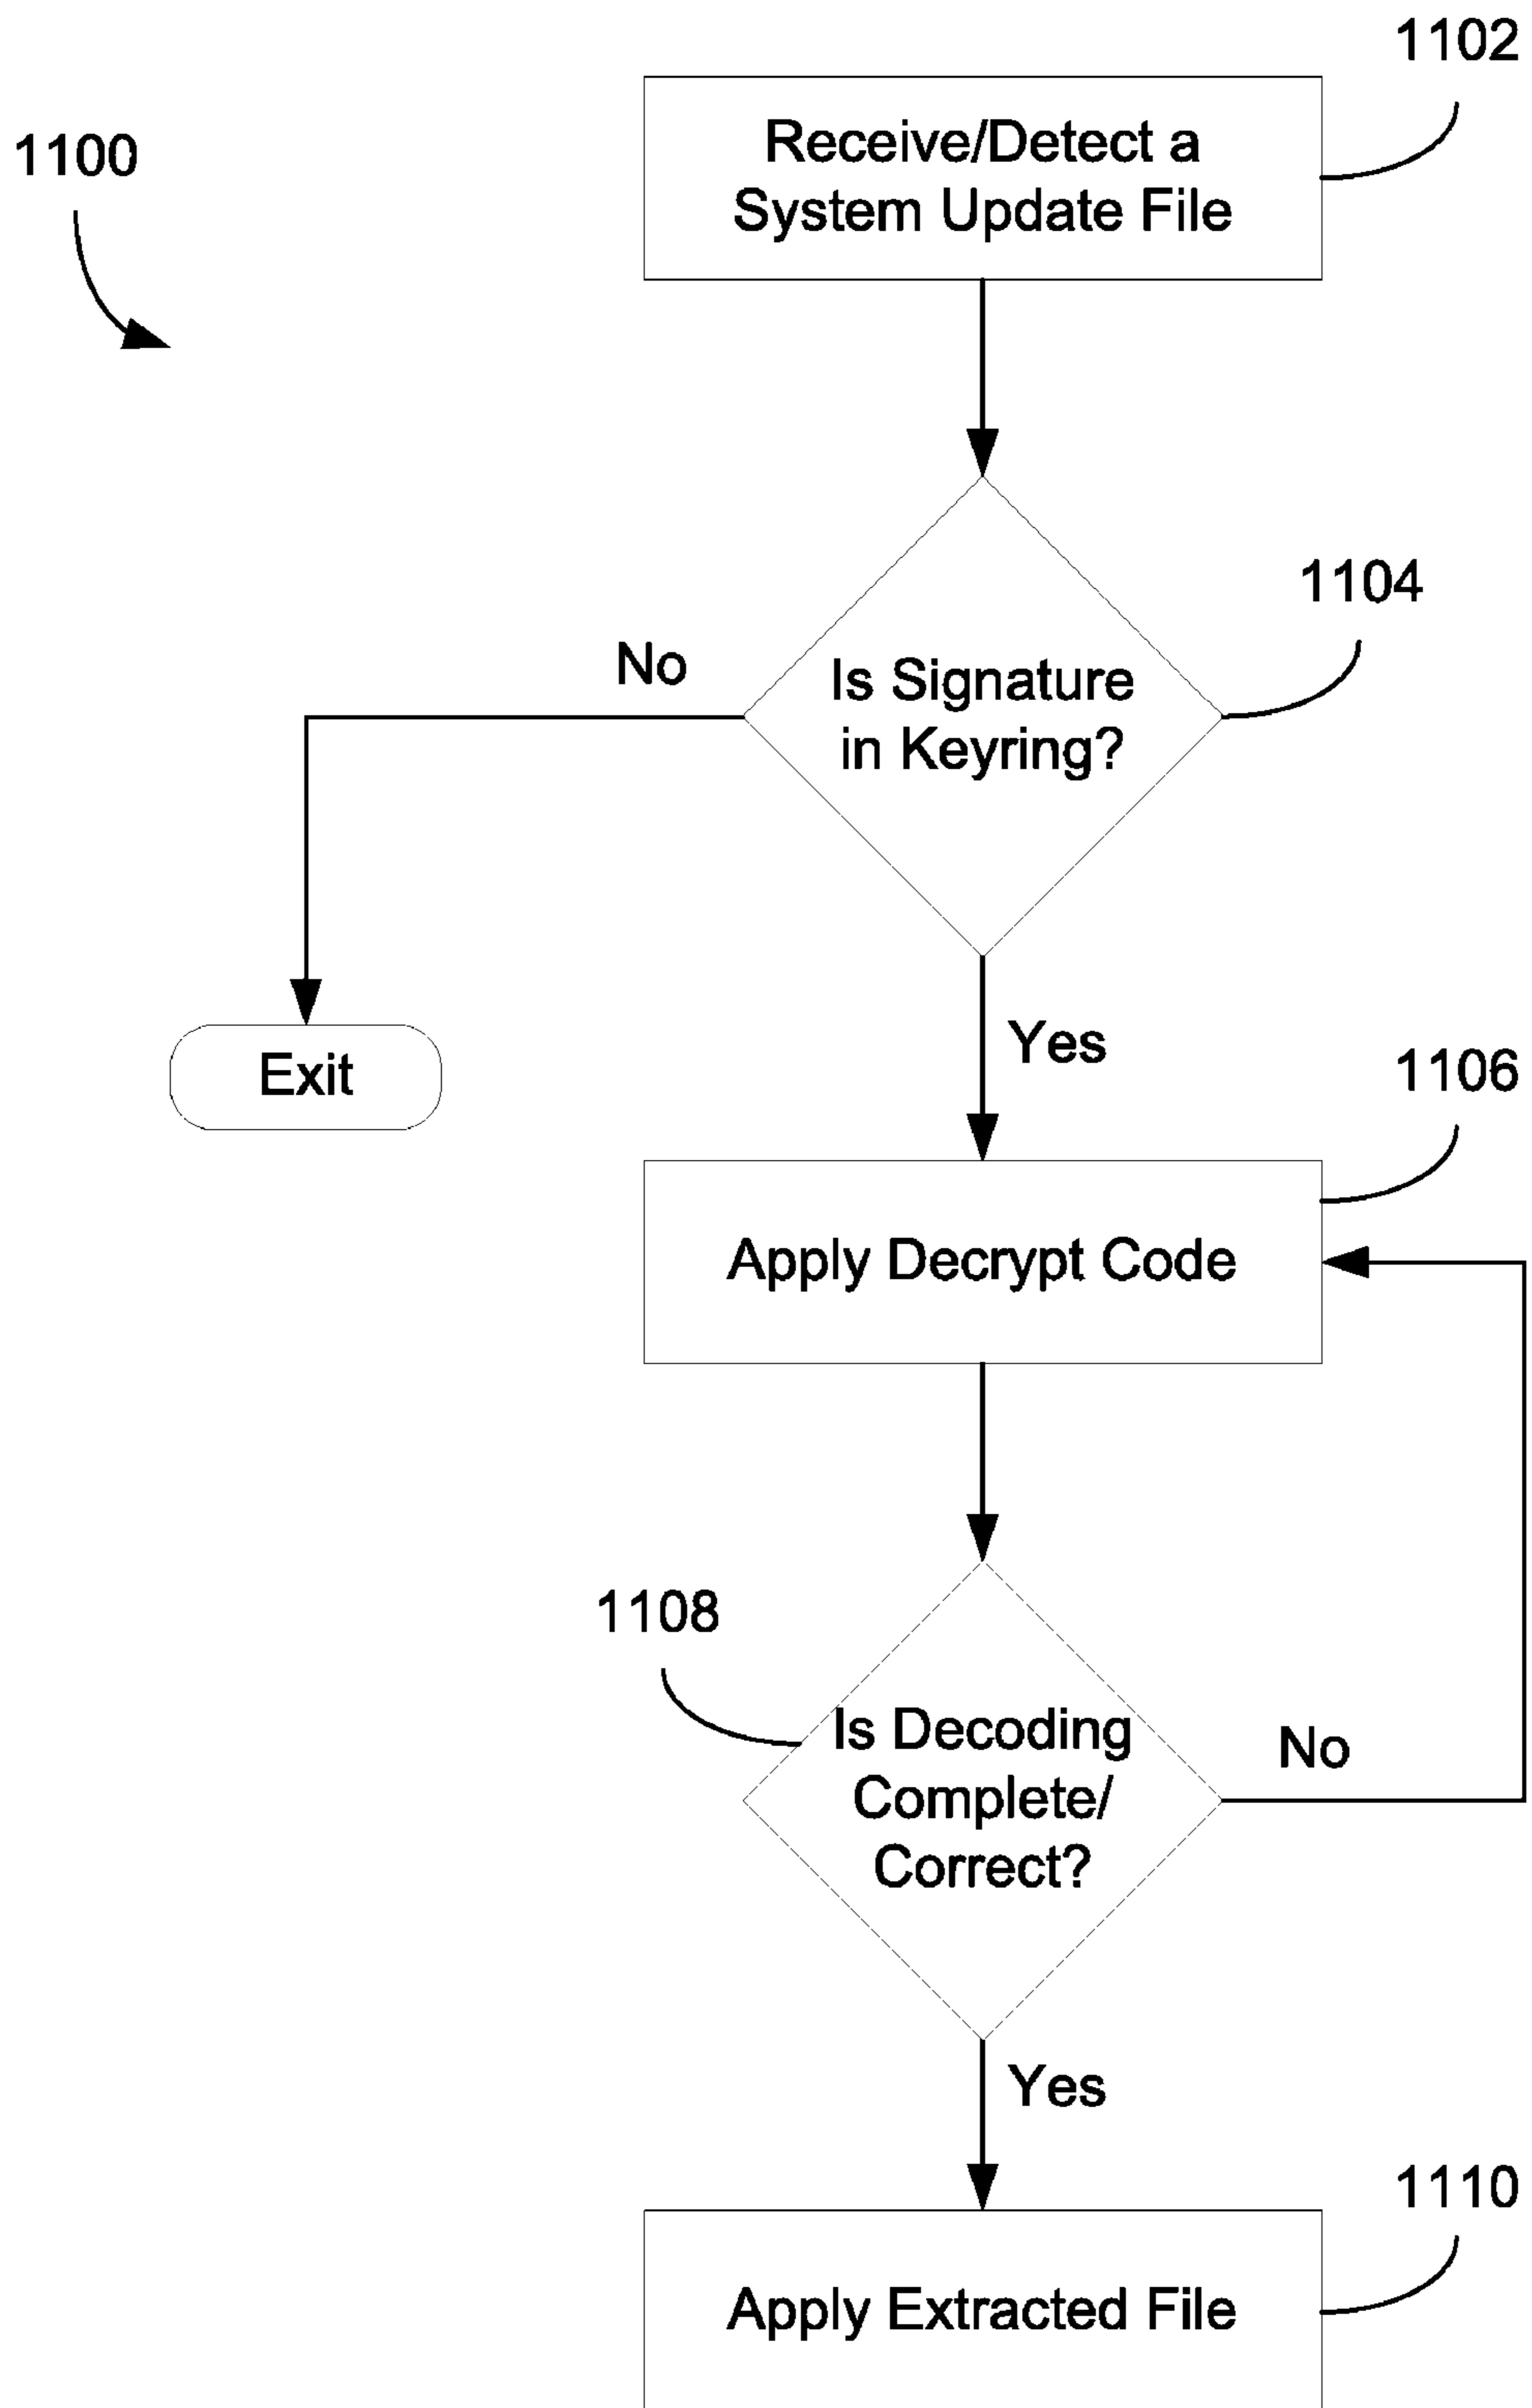 1102
1100
Receive/Detect a
System Update File
1104
No
Is Signature
in Keyring?
Yes
Exit
1106
Apply Decrypt Code
1108
Is Decoding
Complete/
Correct?
No
Yes
1110
Apply Extracted File